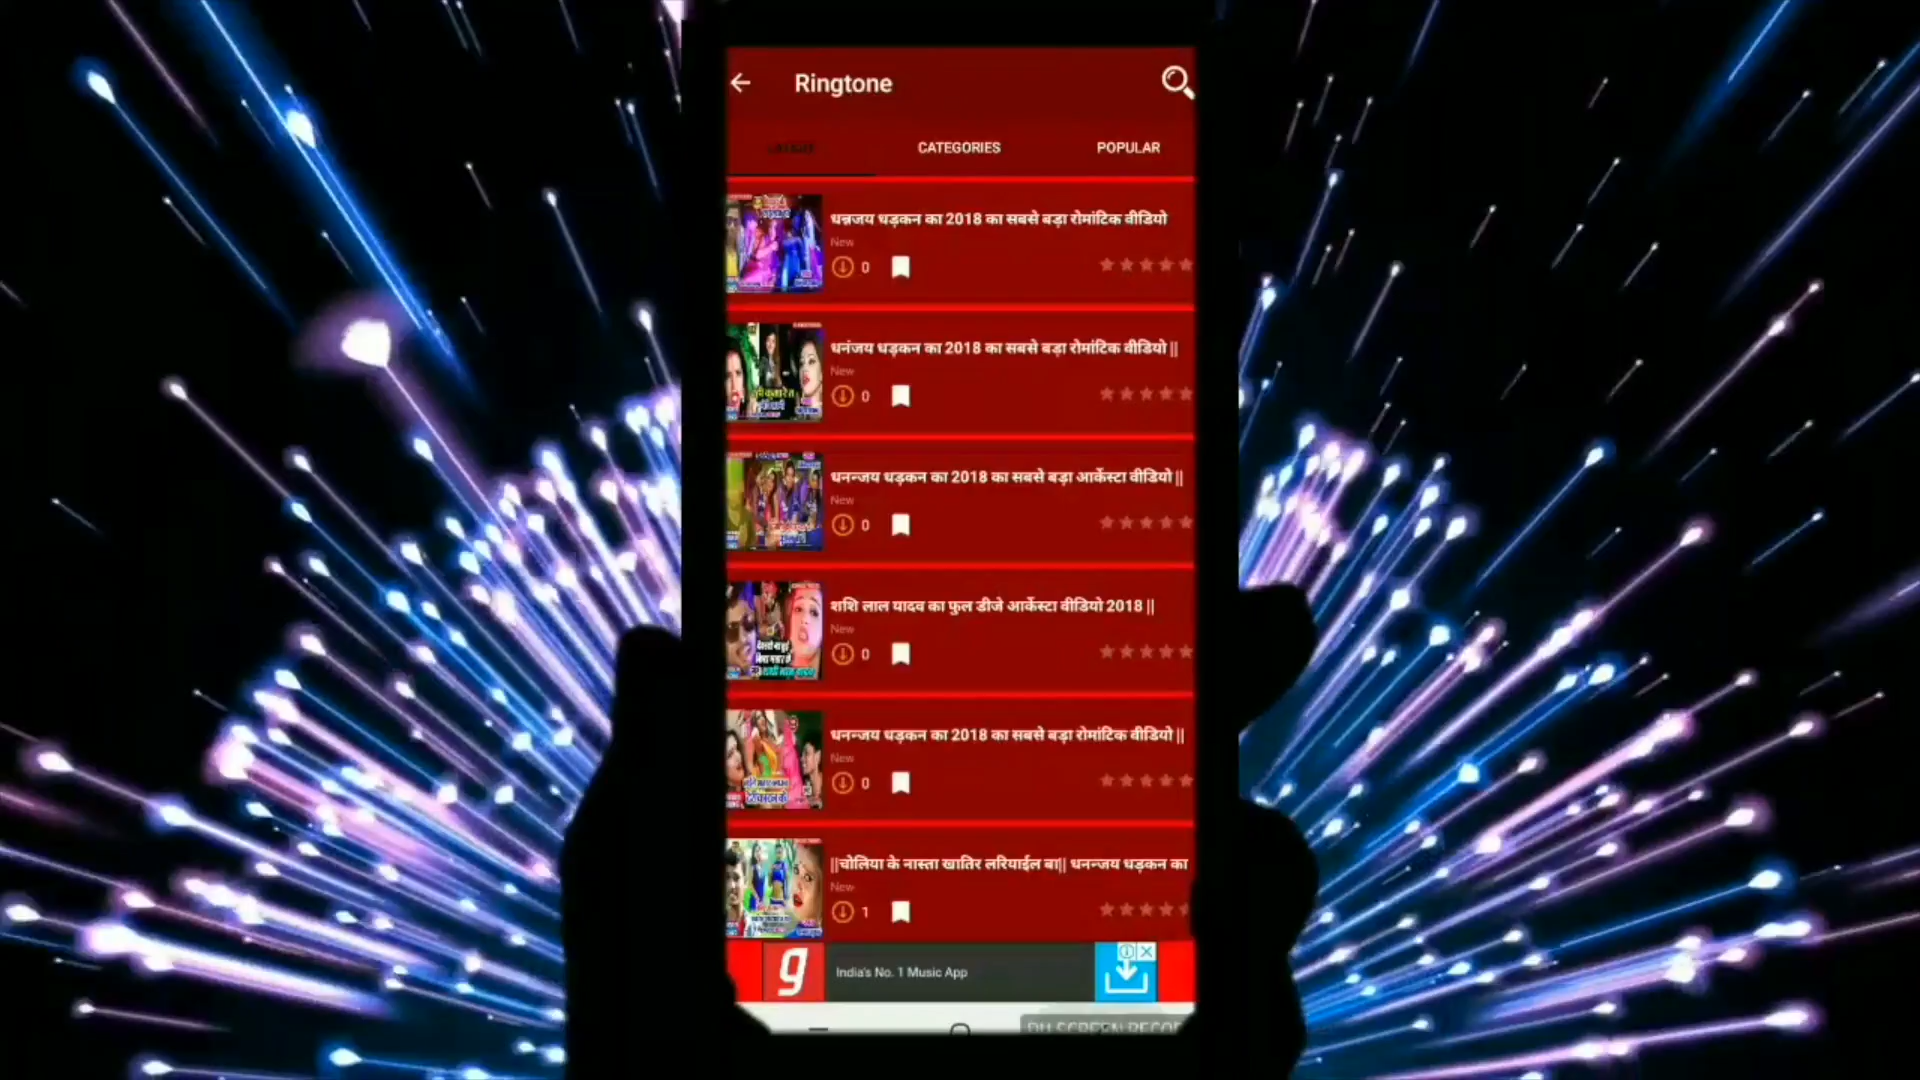 Ringtone
CATEGORIES
POPULAR
धन्नजय धड़कन का 2018 का सबसे बड़ा रोमांटिक वीडियो
New
0
धनंजय धड़कन का 2018 का सबसे बड़ा रोमांटिक वीडियो ||
New
0
धनन्जय धड़कन का 2018 का सबसे बड़ा आर्केस्टा वीडियो ||
New
0
शशि लाल यादव का फुल डीजे आर्केस्टा वीडियो 2018 ||
New
0
धनन्जय धड़कन का 2018 का सबसे बड़ा रोमांटिक वीडियो ||
New
0
||चोलिया के नास्ता खातिर लरियाईल बा|| धनन्जय धड़कन का
New
1
g
India's No. 1 Music App